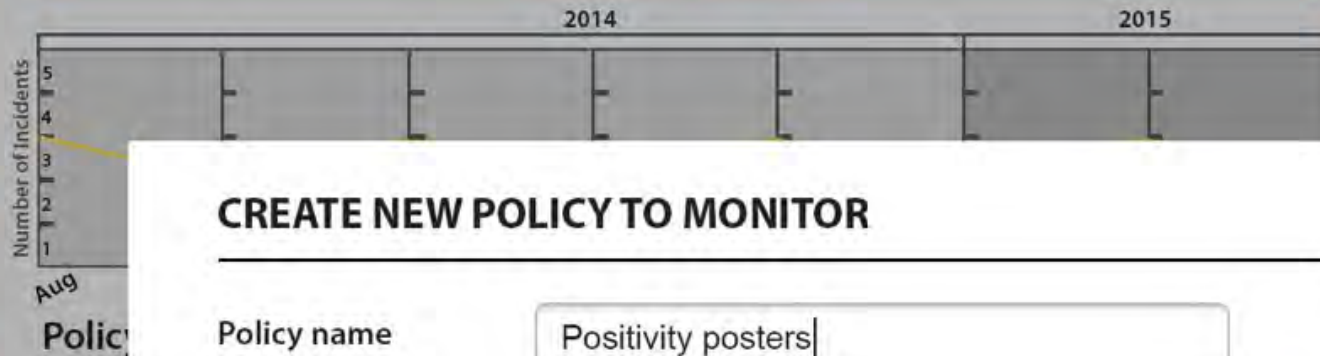 2014 2015
Number of Incidents
5
4
3
2
1
Aug
CREATE NEW POLICY TO MONITOR
Policy
Policy name Positivity posters